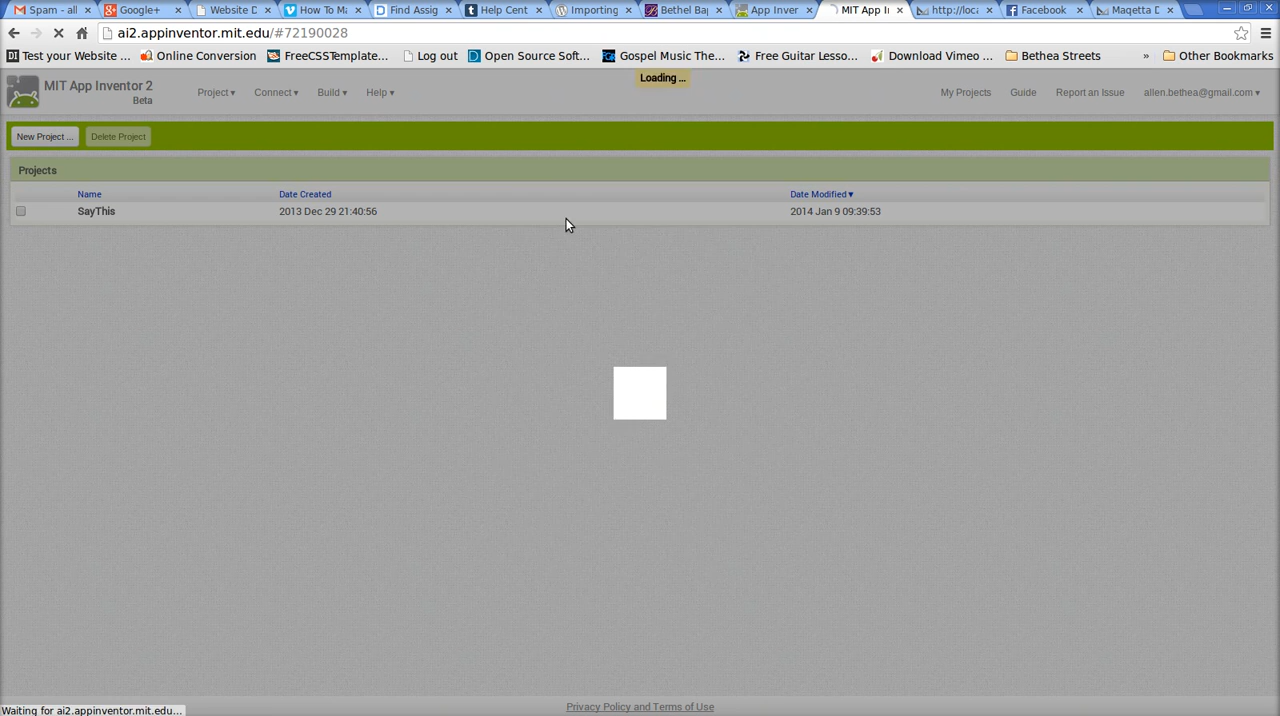 Spam - all Google+ Website D How To Ma Find Assig Help Cent Importing Bethel Bap App Inver MIT App In http://loca Facebook Maqetta D
ai2.appinventor.mit.edu/#72190028
Test your Website ... Online Conversion FreeCSSTemplate... Log out Open Source Soft... Gospel Music The... Free Guitar Lesso... Download Vimeo ... Bethea Streets » Other Bookmarks
Loading ...
MIT App Inventor 2
Beta
Project ▾ Connect ▾ Build ▾ Help ▾ My Projects Guide Report an Issue allen.bethea@gmail.com ▾
New Project ... Delete Project
Projects
Name Date Created Date Modified ▾
SayThis 2013 Dec 29 21:40:56 2014 Jan 9 09:39:53
Privacy Policy and Terms of Use
Waiting for ai2.appinventor.mit.edu...